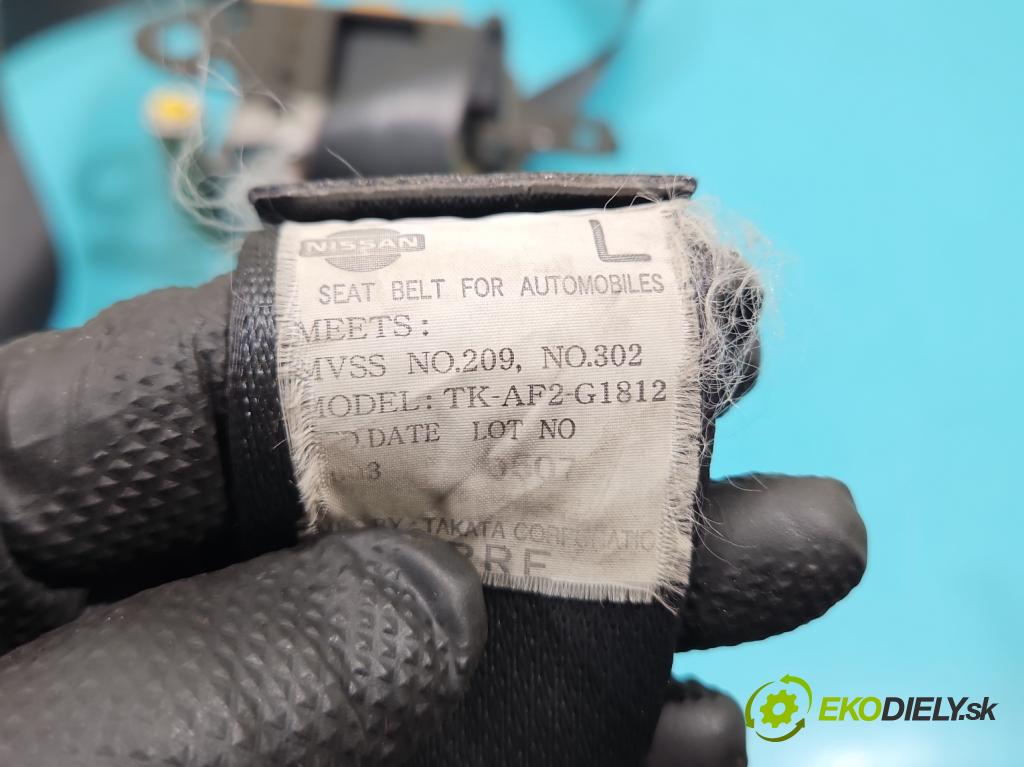 NISSAN
L
SEAT BELT FOR AUTOMOBILES
MEETS:
MVSS NO.209, NO.302
MODEL: TK-AF2-G1812
DATE LOT NO
BY: TAKATA
EKODIELY.sk